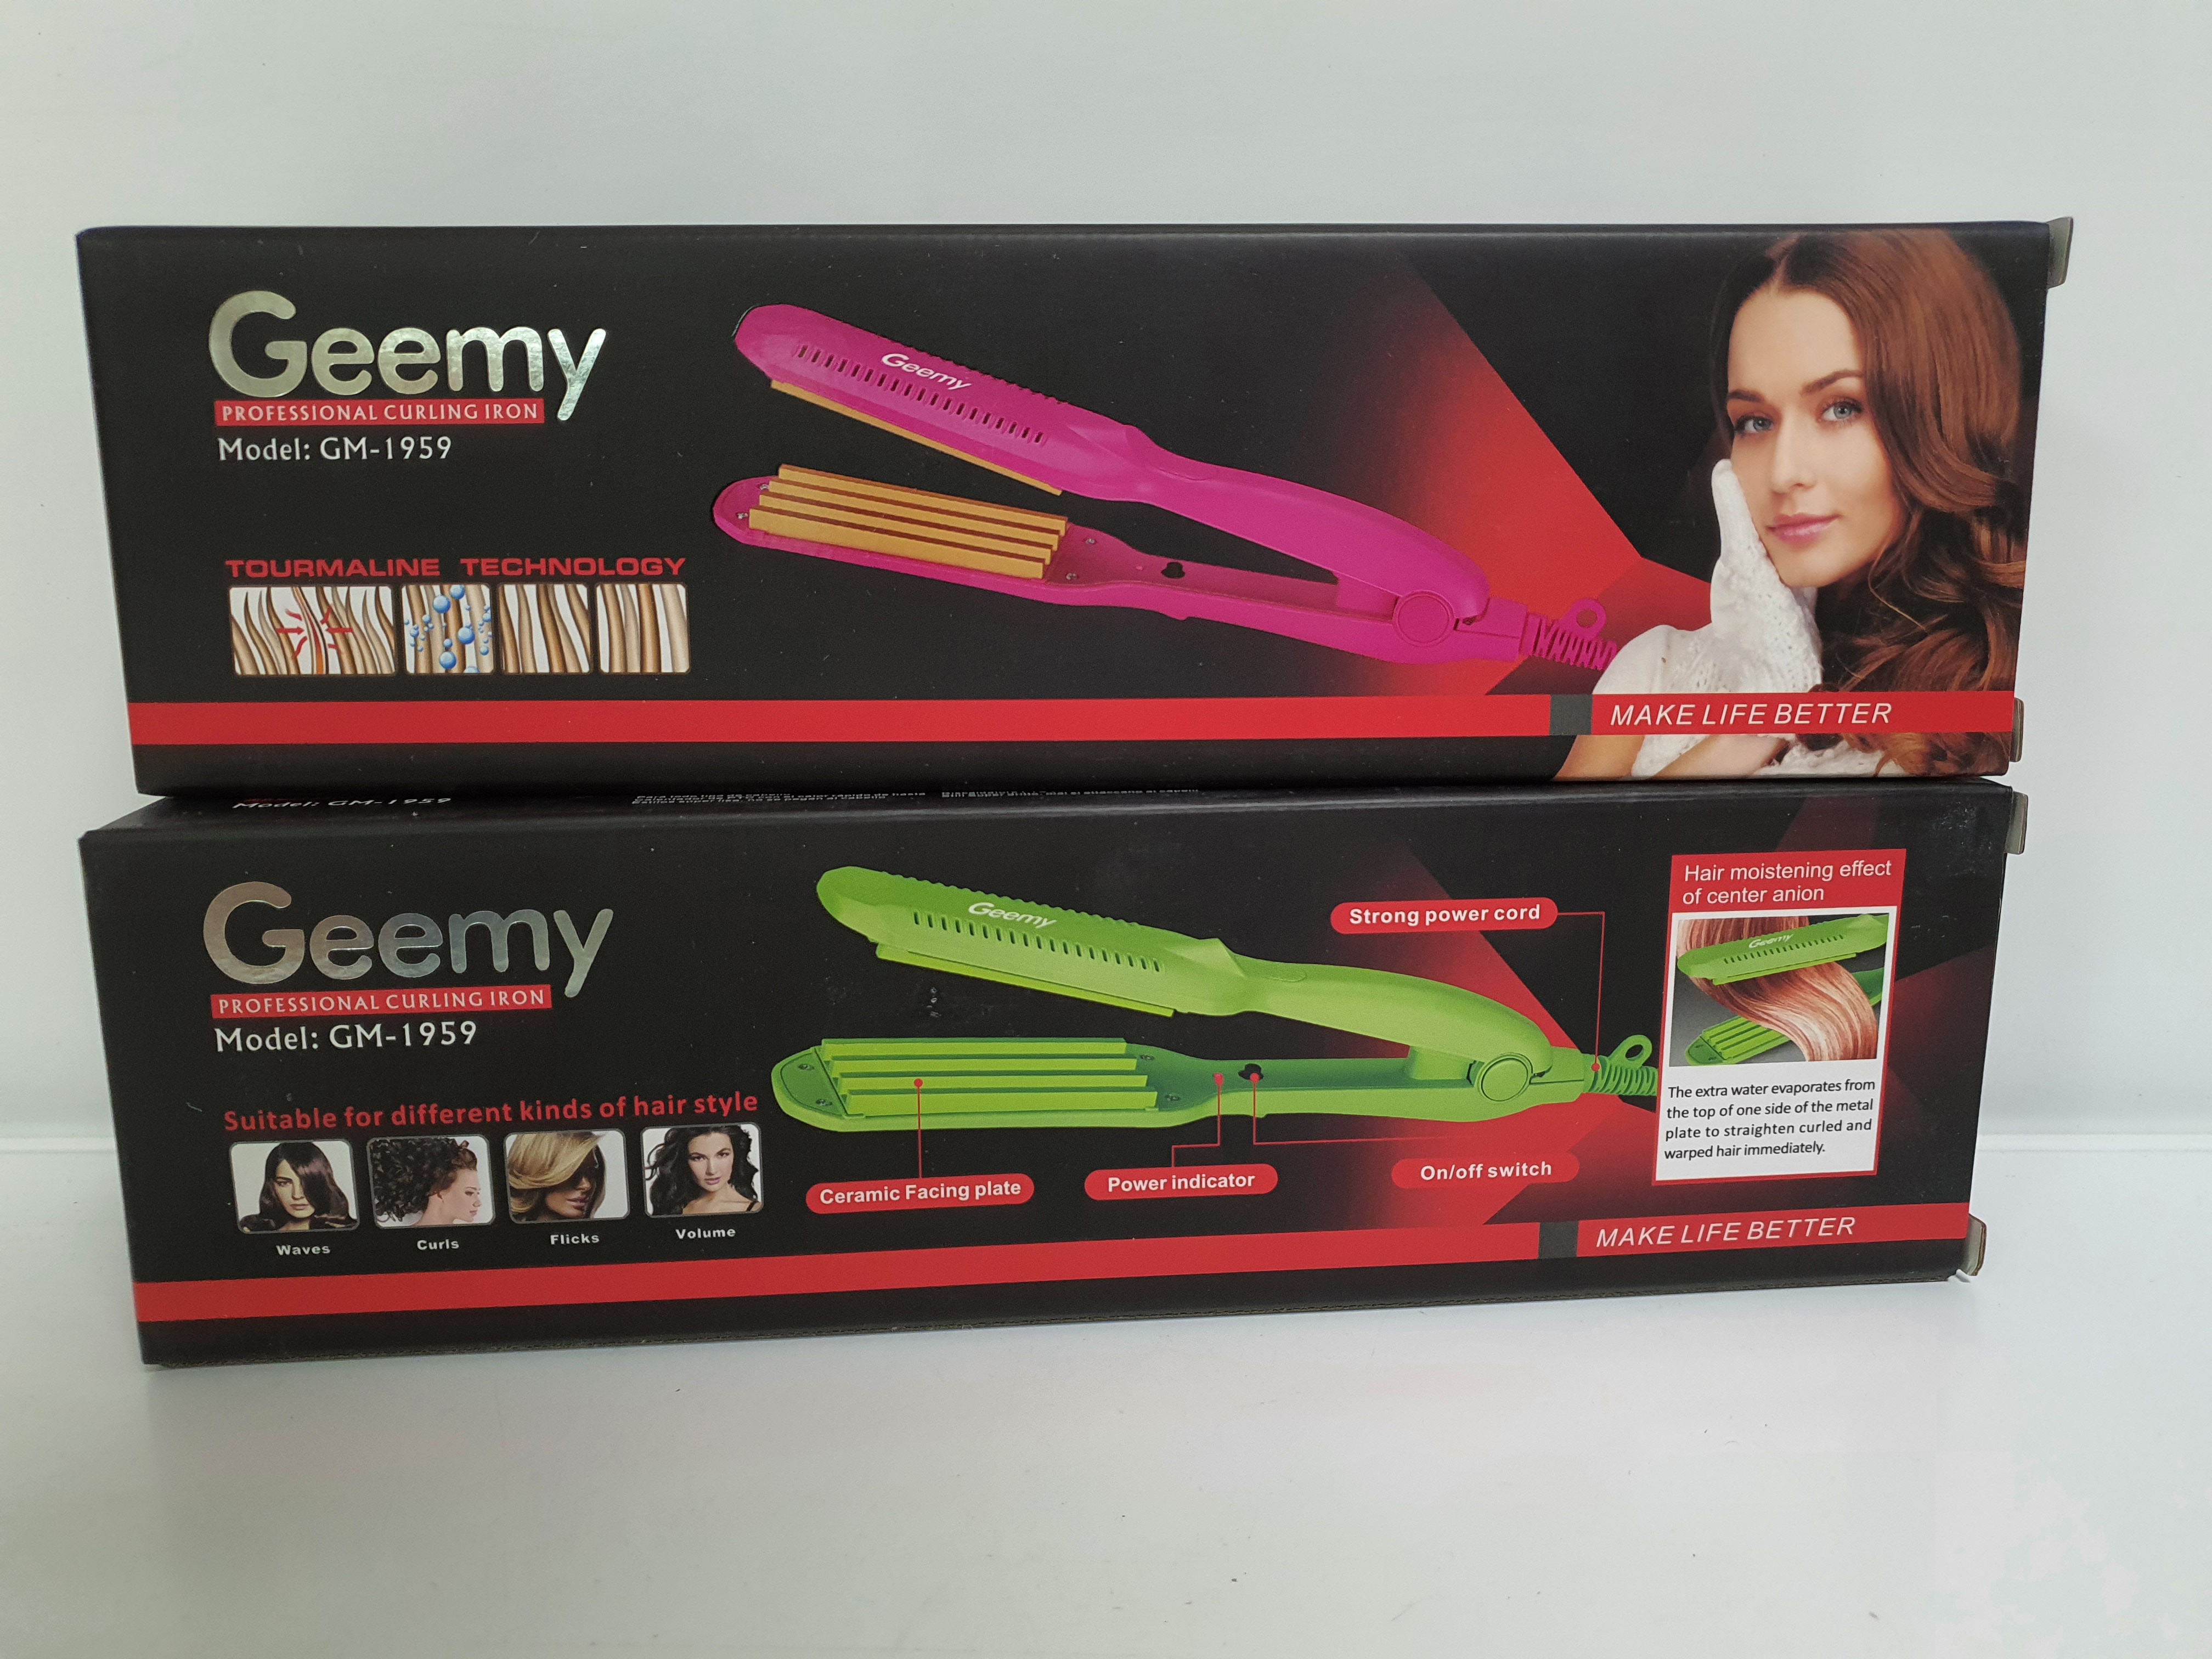 Geemy
PROFESSIONAL CURLING IRON
Model: GM-1959
TOURMALINE TECHNOLOGY
Geemy
MAKE LIFE BETTER
Model: GM-1959
Geemy
PROFESSIONAL CURLING IRON
Model: GM-1959
Suitable for different kinds of hair style
Waves
Curls
Flicks
Volume
Geemy
Strong power cord
Ceramic Facing plate
Power indicator
On/off switch
Hair moistening effect
of center anion
Geemy
The extra water evaporates from
the top of one side of the metal
plate to straighten curled and
warped hair immediately.
MAKE LIFE BETTER